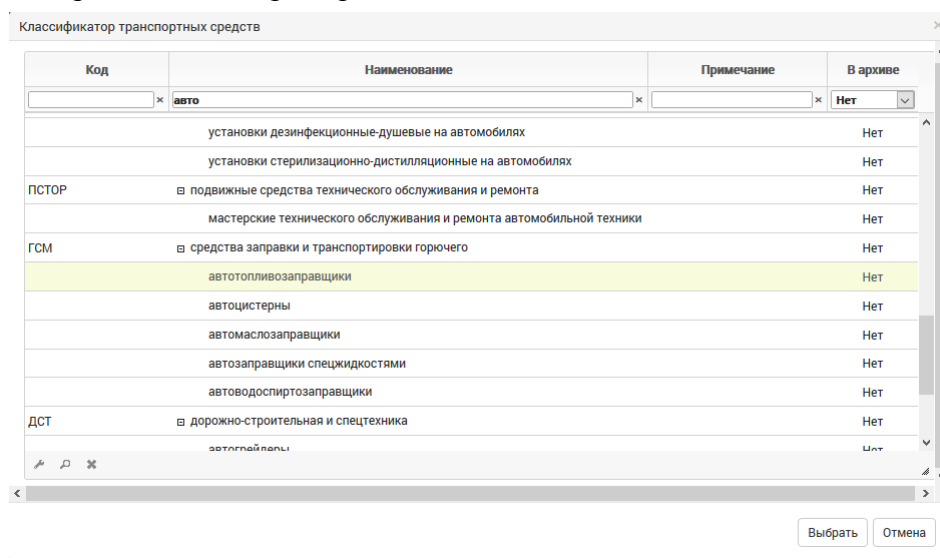 Классификатор транспортных средств
Код Наименование Примечание В архиве
авто Нет
установки дезинфекционные-душевые на автомобилях Нет
установки стерилизационно-дистилляционные на автомобилях Нет
ПСТОР подвижные средства технического обслуживания и ремонта Нет
мастерские технического обслуживания и ремонта автомобильной техники Нет
ГСМ средства заправки и транспортировки горючего Нет
автотопливозаправщики Нет
автоцистерны Нет
автомаслозаправщики Нет
автозаправщики спецжидкостями Нет
автоводоспиртозаправщики Нет
ДСТ дорожно-строительная и спецтехника Нет
автогрейдеры Нет
Выбрать Отмена